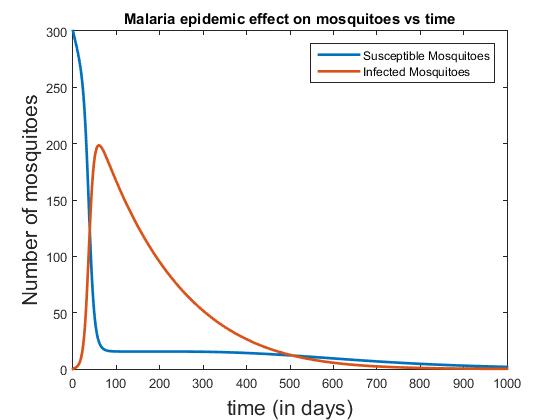 Malaria epidemic effect on mosquitoes vs time
Susceptible Mosquitoes
Infected Mosquitoes
Number of mosquitoes
300
250
200
150
100
50
0
0 100 200 300 400 500 600 700 800 900 1000
time (in days)